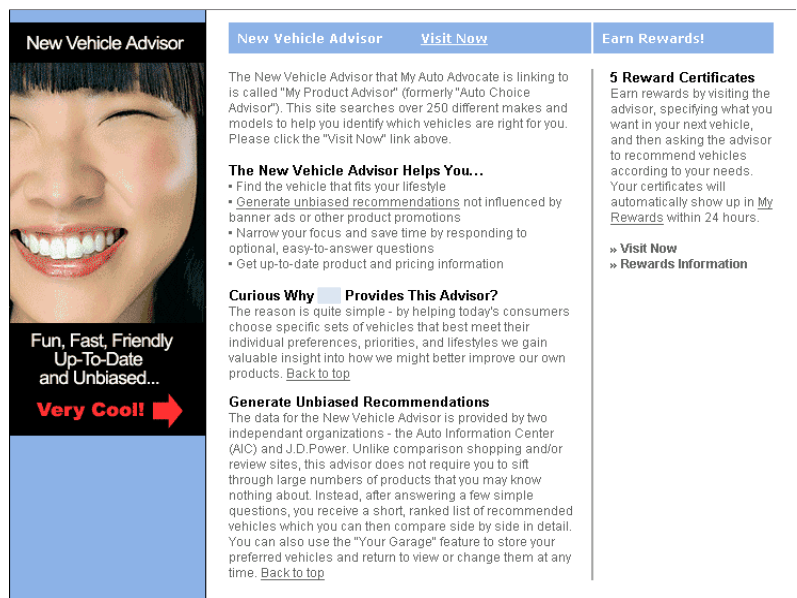 New Vehicle Advisor
Fun, Fast, Friendly
Up-To-Date
and Unbiased...
Very Cool!
New Vehicle Advisor Visit Now
The New Vehicle Advisor that My Auto Advocate is linking to
is called "My Product Advisor" (formerly "Auto Choice
Advisor"). This site searches over 250 different makes and
models to help you identify which vehicles are right for you.
Please click the "Visit Now" link above.
The New Vehicle Advisor Helps You...
• Find the vehicle that fits your lifestyle
• Generate unbiased recommendations not influenced by
banner ads or other product promotions
• Narrow your focus and save time by responding to
optional, easy-to-answer questions
• Get up-to-date product and pricing information
Curious Why Provides This Advisor?
The reason is quite simple - by helping today's consumers
choose specific sets of vehicles that best meet their
individual preferences, priorities, and lifestyles we gain
valuable insight into how we might better improve our own
products. Back to top
Generate Unbiased Recommendations
The data for the New Vehicle Advisor is provided by two
independant organizations - the Auto Information Center
(AIC) and J.D.Power. Unlike comparison shopping and/or
review sites, this advisor does not require you to sift
through large numbers of products that you may know
nothing about. Instead, after answering a few simple
questions, you receive a short, ranked list of recommended
vehicles which you can then compare side by side in detail.
You can also use the "Your Garage" feature to store your
preferred vehicles and return to view or change them at any
time. Back to top
Earn Rewards!
5 Reward Certificates
Earn rewards by visiting the
advisor, specifying what you
want in your next vehicle,
and then asking the advisor
to recommend vehicles
according to your needs.
Your certificates will
automatically show up in My
Rewards within 24 hours.
» Visit Now
» Rewards Information